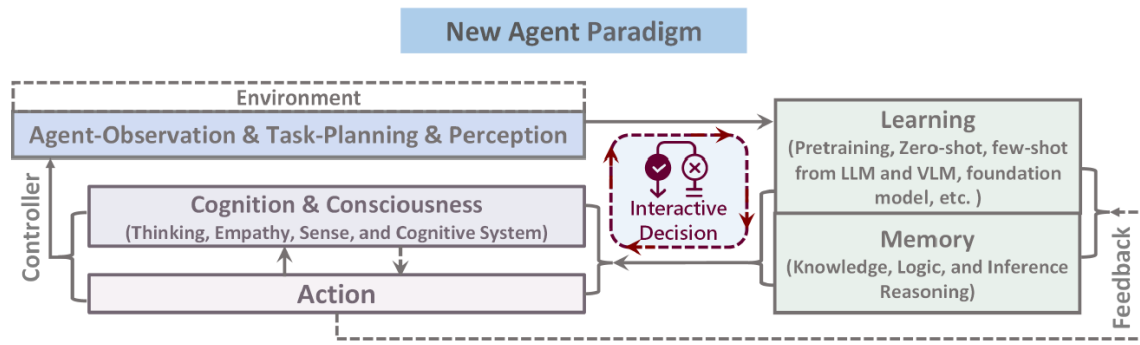 New Agent Paradigm
Environment
Agent-Observation & Task-Planning & Perception
Controller
Cognition & Consciousness
(Thinking, Empathy, Sense, and Cognitive System)
Action
Interactive
Decision
Learning
(Pretraining, Zero-shot, few-shot
from LLM and VLM, foundation
model, etc. )
Memory
(Knowledge, Logic, and Inference
Reasoning)
Feedback